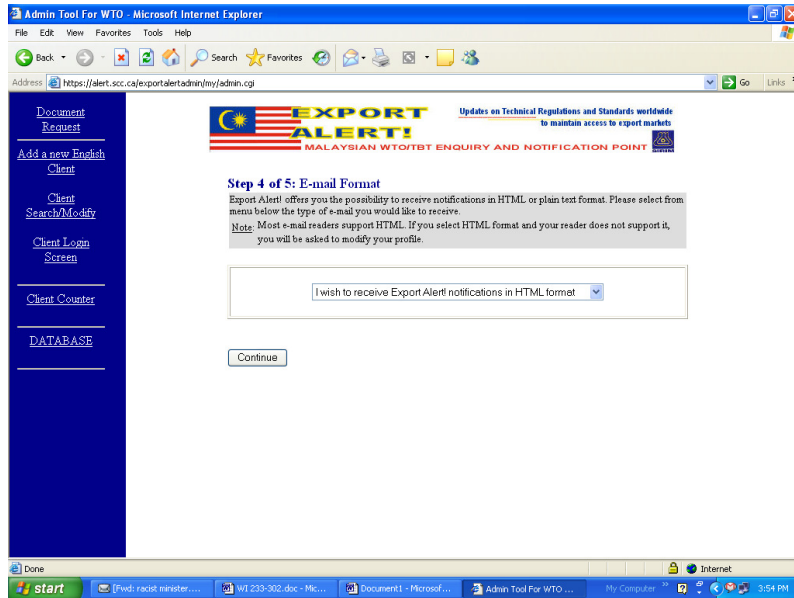 Admin Tool For WTO - Microsoft Internet Explorer
File Edit View Favorites Tools Help
Back Search Favorites
Address https://alert.scc.ca/exportalertadmin/my/admin.cgi Go Links
Document
Request
Add a new English
Client
Client
Search/Modify
Client Login
Screen
Client Counter
DATABASE
EXPORT
ALERT!
Updates on Technical Regulations and Standards worldwide
to maintain access to export markets
MALAYSIAN WTO/TBT ENQUIRY AND NOTIFICATION POINT
Step 4 of 5: E-mail Format
Export Alert! offers you the possibility to receive notifications in HTML or plain text format. Please select from
menu below the type of e-mail you would like to receive.
Note: Most e-mail readers support HTML. If you select HTML format and your reader does not support it,
you will be asked to modify your profile.
I wish to receive Export Alert! notifications in HTML format
Continue
Done Internet
start [Fwd: racist minister.... WI 233-302.doc - Mic... Document1 - Microsof... Admin Tool For WTO ... My Computer » 3:54 PM